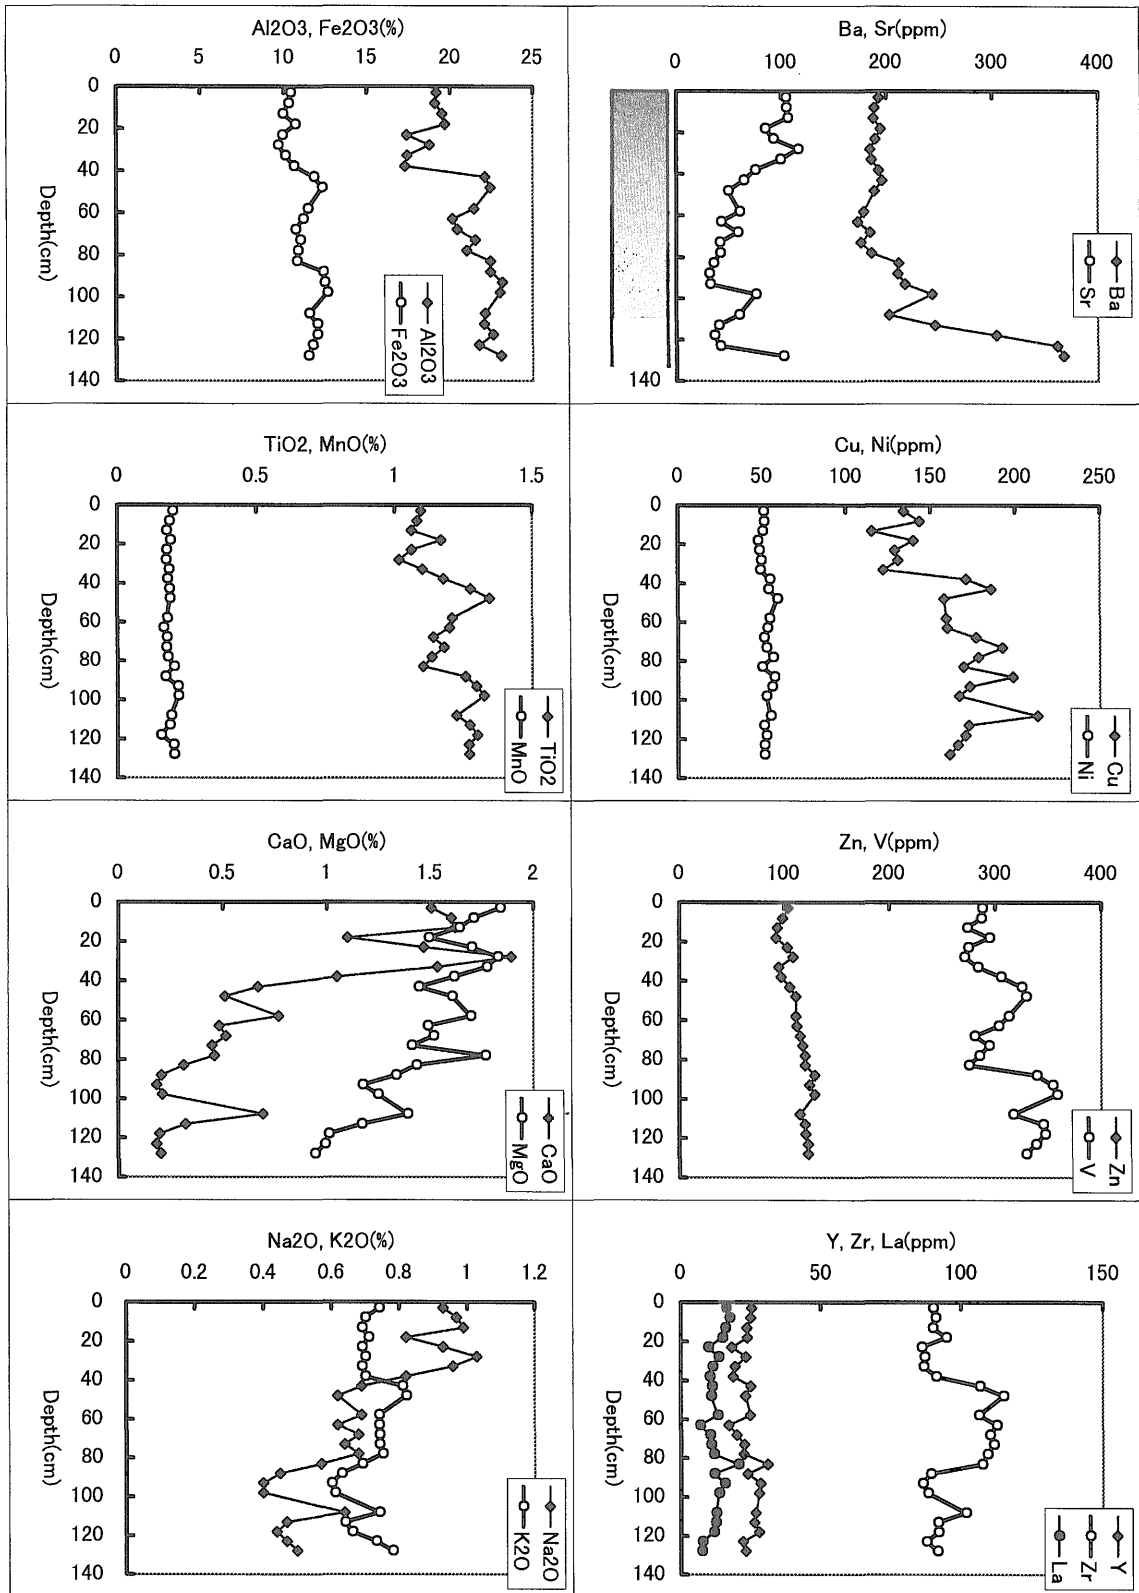 Al2O3, Fe2O3(%)
0 5 10 15 20 25
0
20
40
60
80
100
120
140
Depth(cm)
Al2O3
Fe2O3
Ba, Sr(ppm)
0 100 200 300 400
140
Ba
Sr
TiO2, MnO(%)
0 0.5 1 1.5
0
20
40
60
80
100
120
140
Depth(cm)
TiO2
MnO
Cu, Ni(ppm)
0 50 100 150 200 250
0
20
40
60
80
100
120
140
Depth(cm)
Cu
Ni
CaO, MgO(%)
0 0.5 1 1.5 2
0
20
40
60
80
100
120
140
Depth(cm)
CaO
MgO
Zn, V(ppm)
0 100 200 300 400
0
20
40
60
80
100
120
140
Depth(cm)
Zn
V
Na2O, K2O(%)
0 0.2 0.4 0.6 0.8 1 1.2
0
20
40
60
80
100
120
140
Depth(cm)
Na2O
K2O
Y, Zr, La(ppm)
0 50 100 150
0
20
40
60
80
100
120
140
Depth(cm)
Y
Zr
La